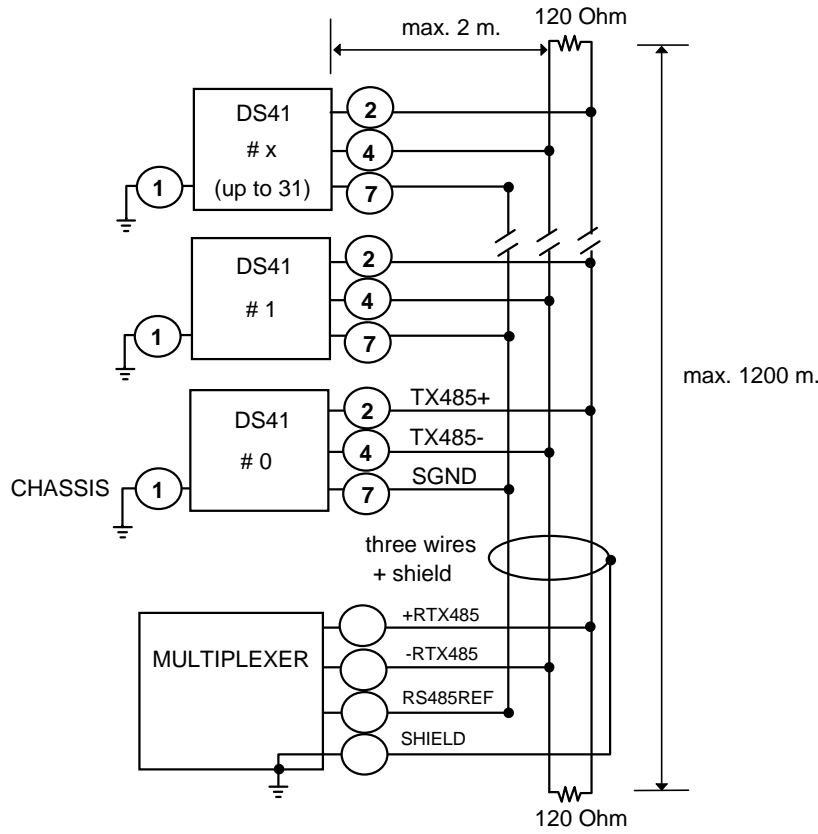 120 Ohm
max. 2 m.
DS41
# x
(up to 31)
2
4
7
1
DS41
# 1
2
4
7
1
max. 1200 m.
DS41
# 0
2
4
7
TX485+
TX485-
SGND
CHASSIS
1
three wires
+ shield
MULTIPLEXER
+RTX485
-RTX485
RS485REF
SHIELD
120 Ohm